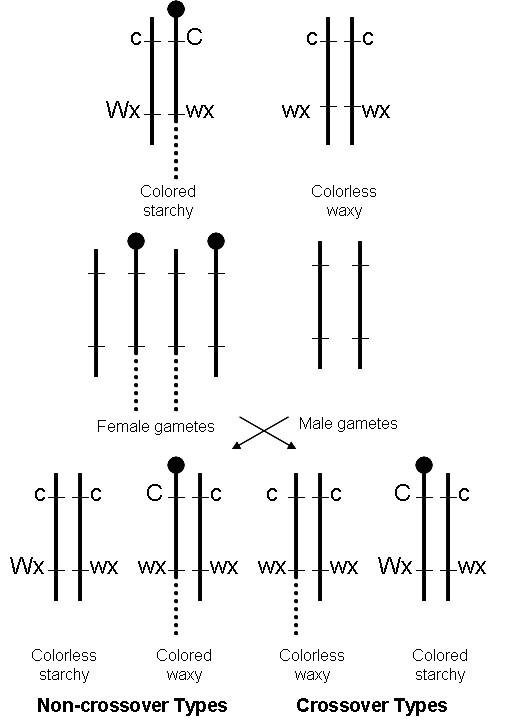 c C c c
Wx wx wx wx
Colored Colorless
starchy waxy
Female gametes Male gametes
c c C c c c C c
Wx wx wx wx wx wx Wx wx
Colorless Colored Colorless Colored
starchy waxy waxy starchy
Non-crossover Types Crossover Types